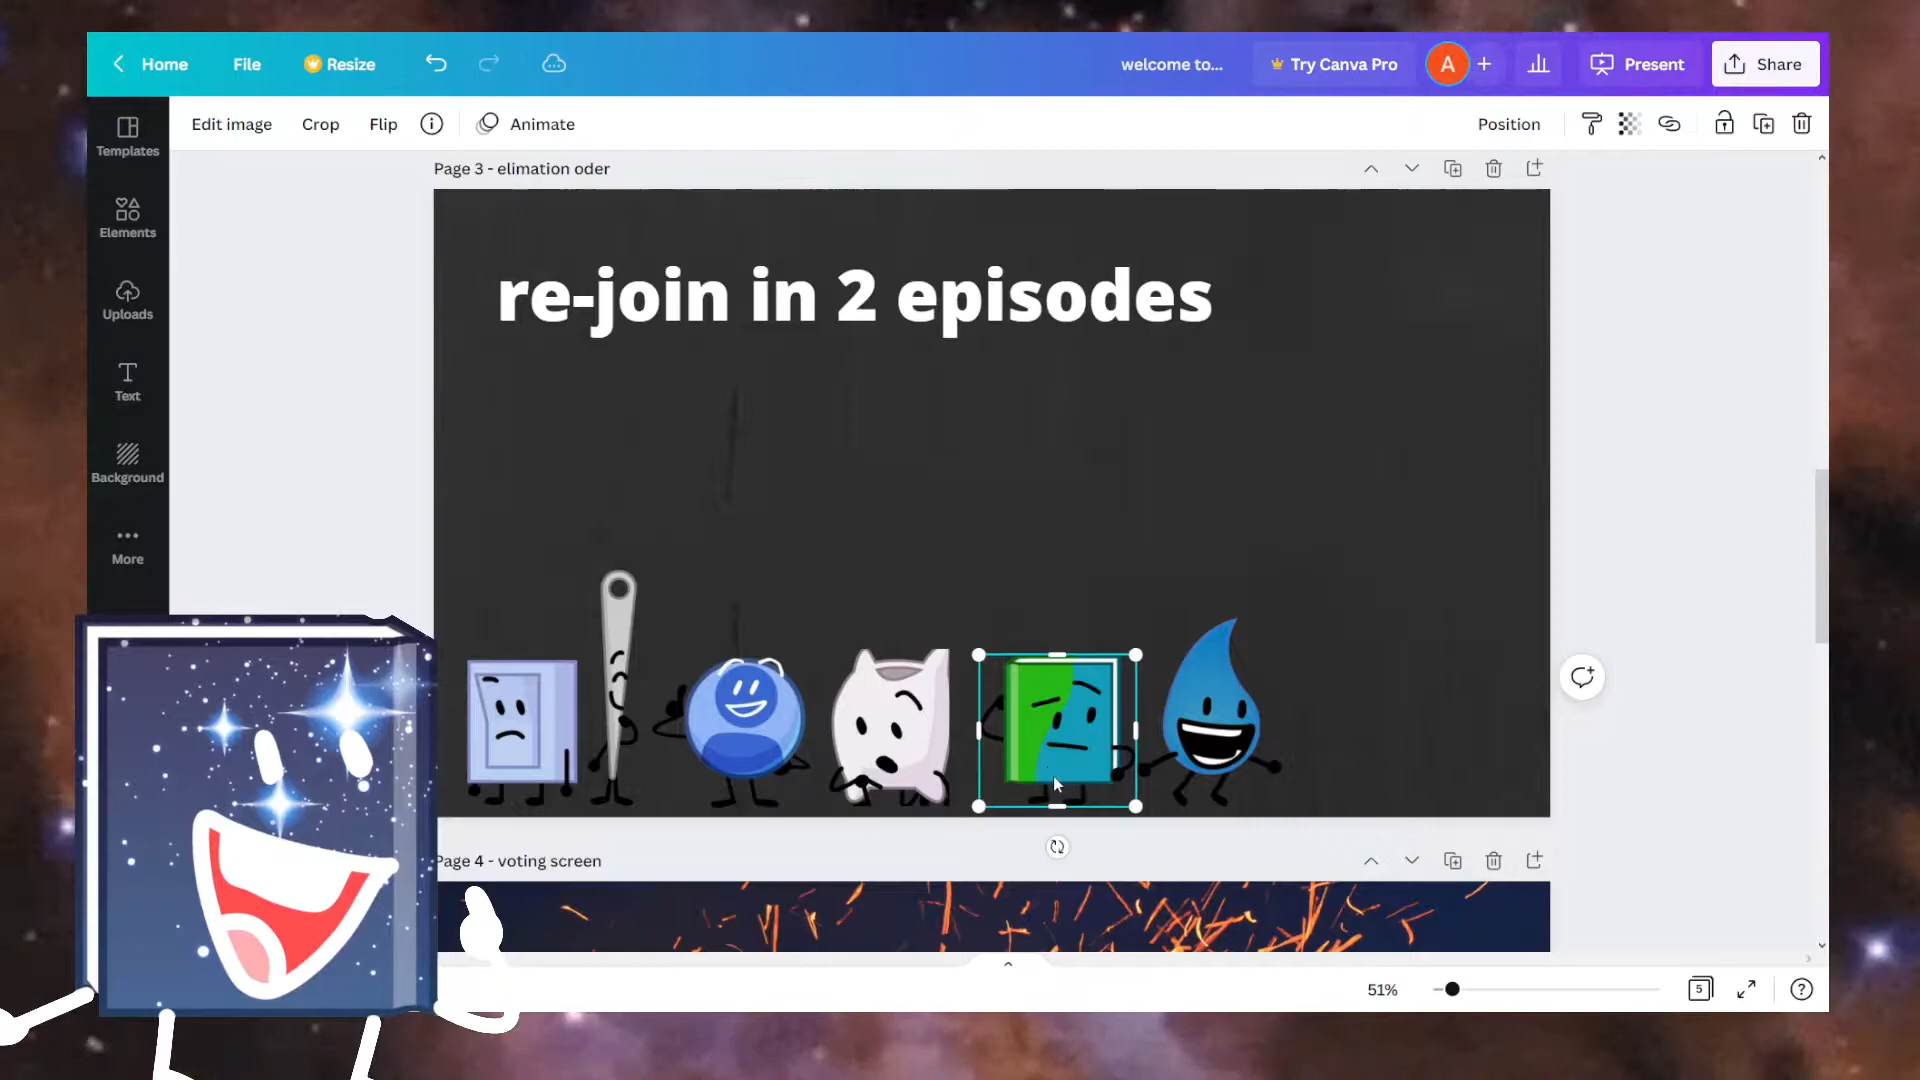 Home File Resize welcome to... Try Canva Pro A Present Share
Edit image Crop Flip Animate Position
Templates
Elements
Uploads
Text
Background
More
Page 3 - elimation oder
re-join in 2 episodes
Page 4 - voting screen
51% 5